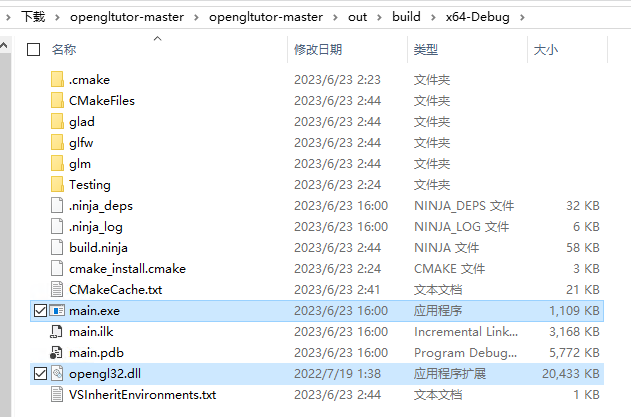 下载 > opengltutor-master > opengltutor-master > out > build > x64-Debug >
名称 修改日期 类型 大小
.cmake 2023/6/23 2:23 文件夹
CMakeFiles 2023/6/23 2:44 文件夹
glad 2023/6/23 2:44 文件夹
glfw 2023/6/23 2:44 文件夹
glm 2023/6/23 2:44 文件夹
Testing 2023/6/23 2:24 文件夹
.ninja_deps 2023/6/23 16:00 NINJA_DEPS 文件 32 KB
.ninja_log 2023/6/23 16:00 NINJA_LOG 文件 6 KB
build.ninja 2023/6/23 2:44 NINJA 文件 58 KB
cmake_install.cmake 2023/6/23 2:24 CMAKE 文件 3 KB
CMakeCache.txt 2023/6/23 2:44 文本文档 21 KB
main.exe 2023/6/23 16:00 应用程序 1,109 KB
main.ilk 2023/6/23 16:00 Incremental Link... 3,168 KB
main.pdb 2023/6/23 16:00 Program Debug... 5,772 KB
opengl32.dll 2022/7/19 1:38 应用程序扩展 20,433 KB
VSInheritEnvironments.txt 2023/6/23 2:44 文本文档 1 KB